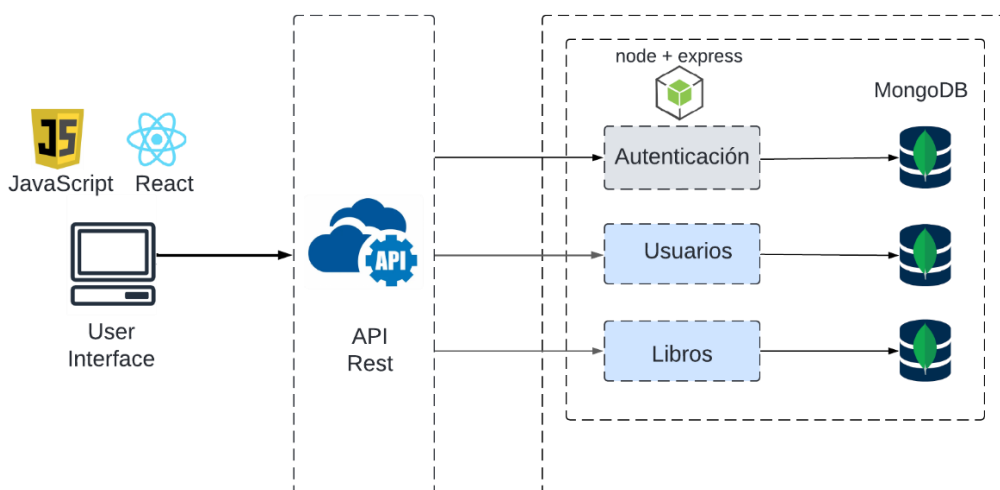 node + express
MongoDB
JS
JavaScript
React
Autenticación
API
Usuarios
User
Interface
API
Rest
Libros